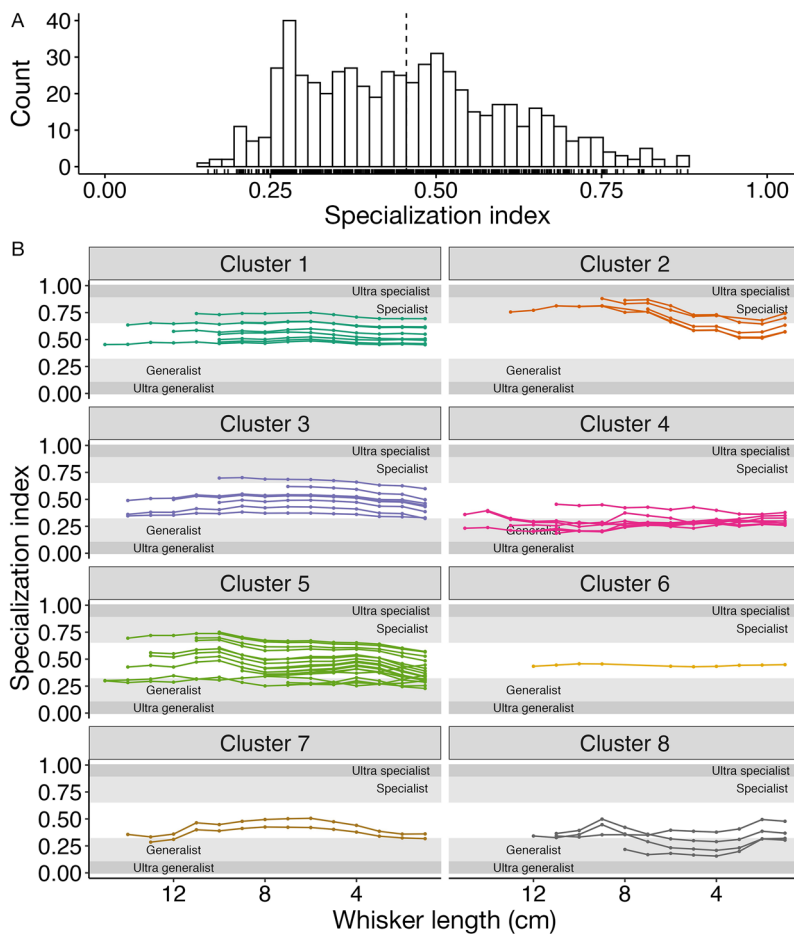 A
40
30
20
10
0
Count
0.00 0.25 0.50 0.75 1.00
Specialization index
B
Cluster 1 Cluster 2
1.00 Ultra specialist Ultra specialist
0.75 Specialist Specialist
0.50
0.25 Generalist Generalist
0.00 Ultra generalist Ultra generalist
Cluster 3 Cluster 4
1.00 Ultra specialist Ultra specialist
0.75 Specialist Specialist
0.50
0.25 Generalist Generalist
0.00 Ultra generalist Ultra generalist
Specialization index
Cluster 5 Cluster 6
1.00 Ultra specialist Ultra specialist
0.75 Specialist Specialist
0.50
0.25 Generalist Generalist
0.00 Ultra generalist Ultra generalist
Cluster 7 Cluster 8
1.00 Ultra specialist Ultra specialist
0.75 Specialist Specialist
0.50
0.25 Generalist Generalist
0.00 Ultra generalist Ultra generalist
12 8 4 12 8 4
Whisker length (cm)